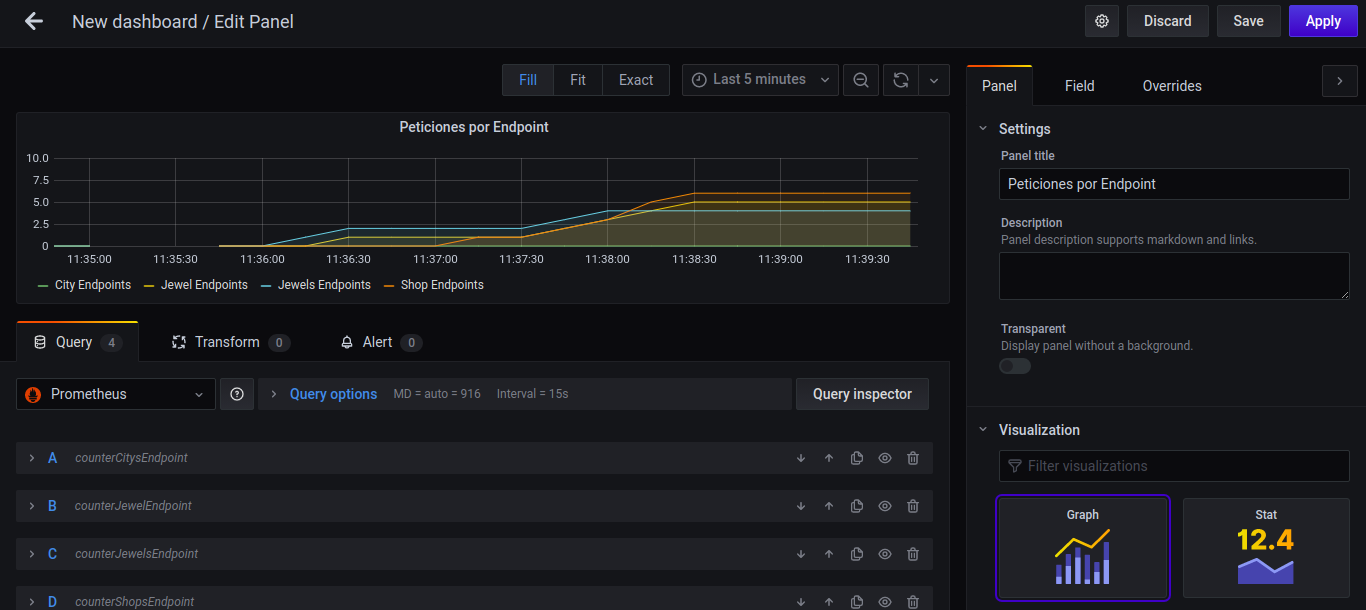 New dashboard / Edit Panel
Discard
Save
Apply
Fill
Fit
Exact
Last 5 minutes
Panel
Field
Overrides
Peticiones por Endpoint
10.0
7.5
5.0
2.5
0
11:35:00
11:35:30
11:36:00
11:36:30
11:37:00
11:37:30
11:38:00
11:38:30
11:39:00
11:39:30
City Endpoints
Jewel Endpoints
Jewels Endpoints
Shop Endpoints
Query 4
Transform 0
Alert 0
Prometheus
Query options
MD = auto = 916
Interval = 15s
Query inspector
A counterCitysEndpoint
B counterJewelEndpoint
C counterJewelsEndpoint
D counterShopsEndpoint
Settings
Panel title
Peticiones por Endpoint
Description
Panel description supports markdown and links.
Transparent
Display panel without a background.
Visualization
Filter visualizations
Graph
Stat
12.4